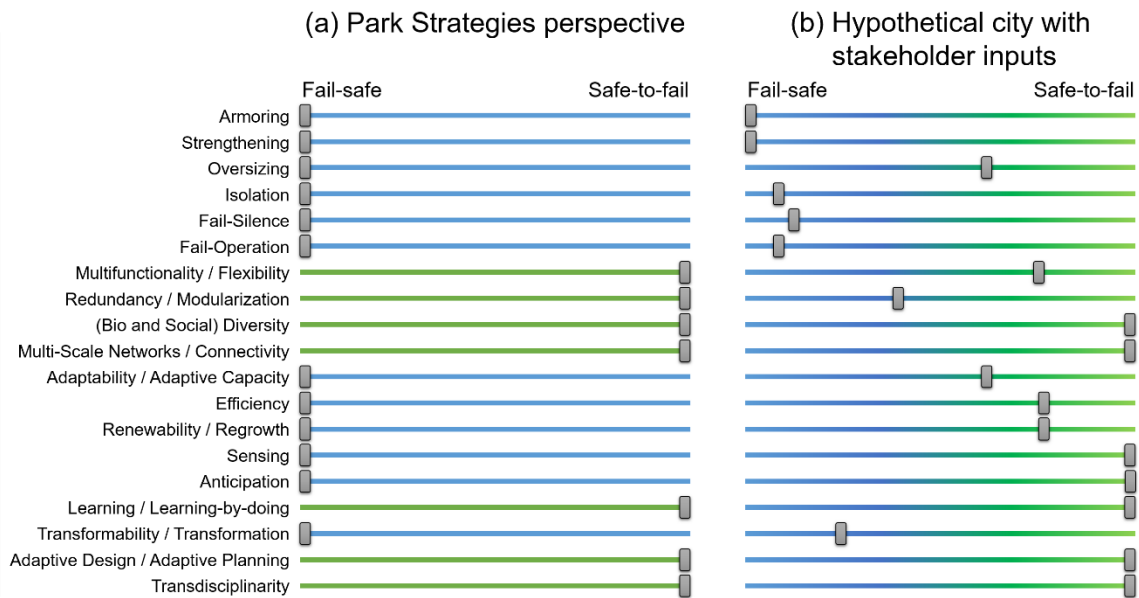 (a) Park Strategies perspective
(b) Hypothetical city with
stakeholder inputs
Fail-safe
Safe-to-fail
Fail-safe
Safe-to-fail
Armoring
Strengthening
Oversizing
Isolation
Fail-Silence
Fail-Operation
Multifunctionality / Flexibility
Redundancy / Modularization
(Bio and Social) Diversity
Multi-Scale Networks / Connectivity
Adaptability / Adaptive Capacity
Efficiency
Renewability / Regrowth
Sensing
Anticipation
Learning / Learning-by-doing
Transformability / Transformation
Adaptive Design / Adaptive Planning
Transdisciplinarity